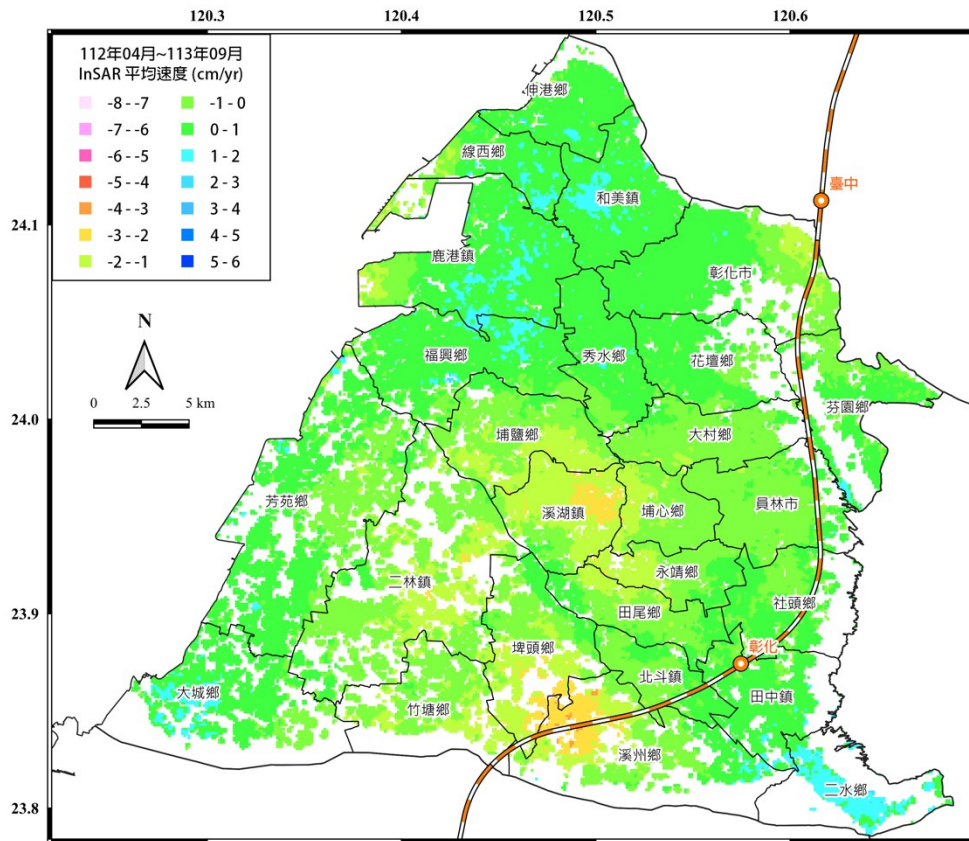 120.3 120.4 120.5 120.6
112年04月~113年09月
InSAR 平均速度 (cm/yr)
-8 - -7 -1 - 0
-7 - -6 0 - 1
-6 - -5 1 - 2
-5 - -4 2 - 3
-4 - -3 3 - 4
-3 - -2 4 - 5
-2 - -1 5 - 6
伸港鄉
線西鄉
臺中
和美鎮
24.1
鹿港鎮
彰化市
N
福興鄉 秀水鄉 花壇鄉
0 2.5 5 km
芬園鄉
24.0
埔鹽鄉 大村鄉
芳苑鄉 員林市
溪湖鎮 埔心鄉
永靖鄉
二林鎮
23.9
田尾鄉 社頭鄉
埤頭鄉 彰化
北斗鎮
大城鄉 田中鎮
竹塘鄉
溪州鄉
23.8
二水鄉